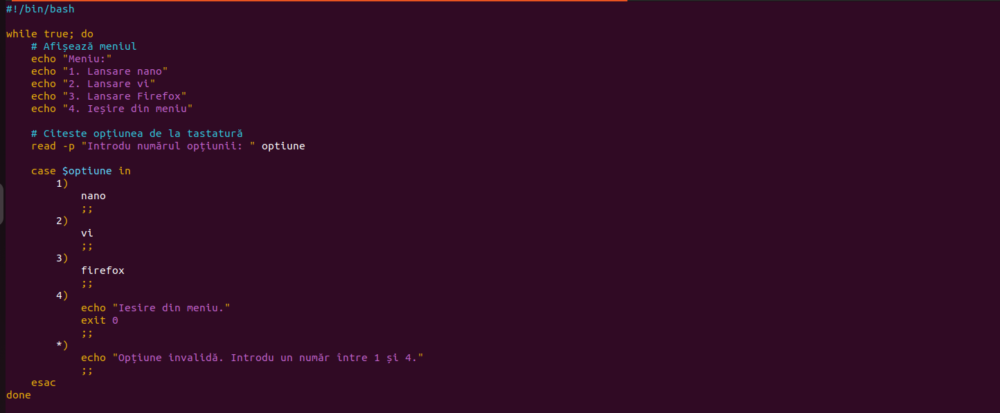 #!/bin/bash

while true; do
    # Afișează meniul
    echo "Meniu:"
    echo "1. Lansare nano"
    echo "2. Lansare vi"
    echo "3. Lansare Firefox"
    echo "4. Ieșire din meniu"

    # Citeste opțiunea de la tastatură
    read -p "Introdu numărul opțiunii: " optiune

    case $optiune in
        1)
            nano
            ;;
        2)
            vi
            ;;
        3)
            firefox
            ;;
        4)
            echo "Iesire din meniu."
            exit 0
            ;;
        *)
            echo "Opțiune invalidă. Introdu un număr între 1 și 4."
            ;;
    esac
done